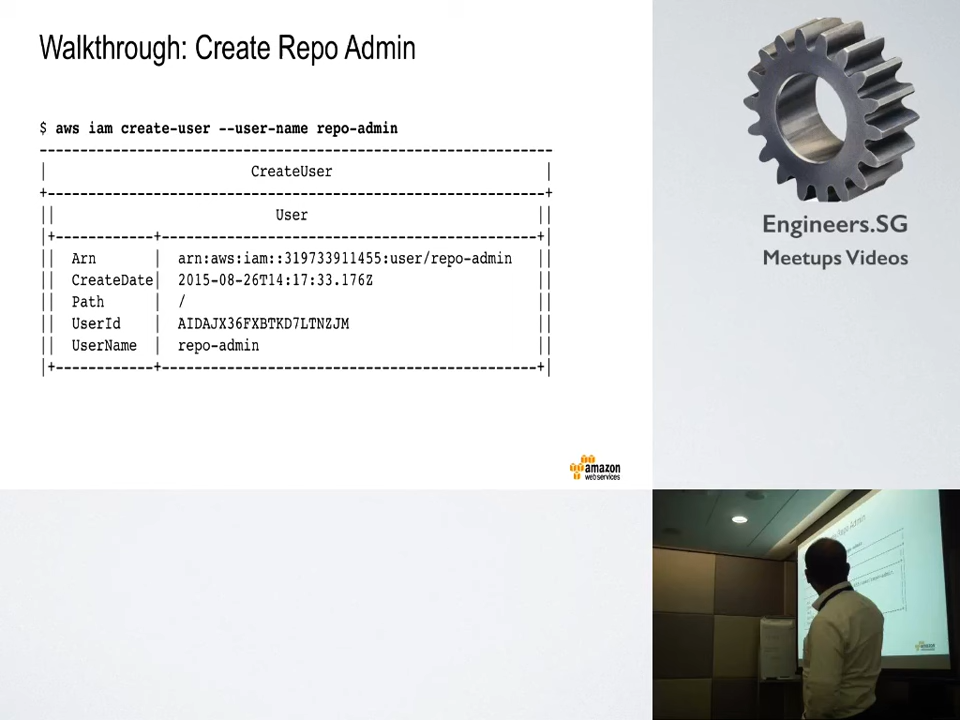 Walkthrough: Create Repo Admin
$ aws iam create-user --user-name repo-admin
CreateUser
User
Arn | arn:aws:iam::319733911455:user/repo-admin
CreateDate| 2015-08-26T14:17:33.176Z
Path | /
UserId | AIDAJX36FXBTKD7LTNZJM
UserName | repo-admin
amazon
web services
Engineers.SG
Meetups Videos